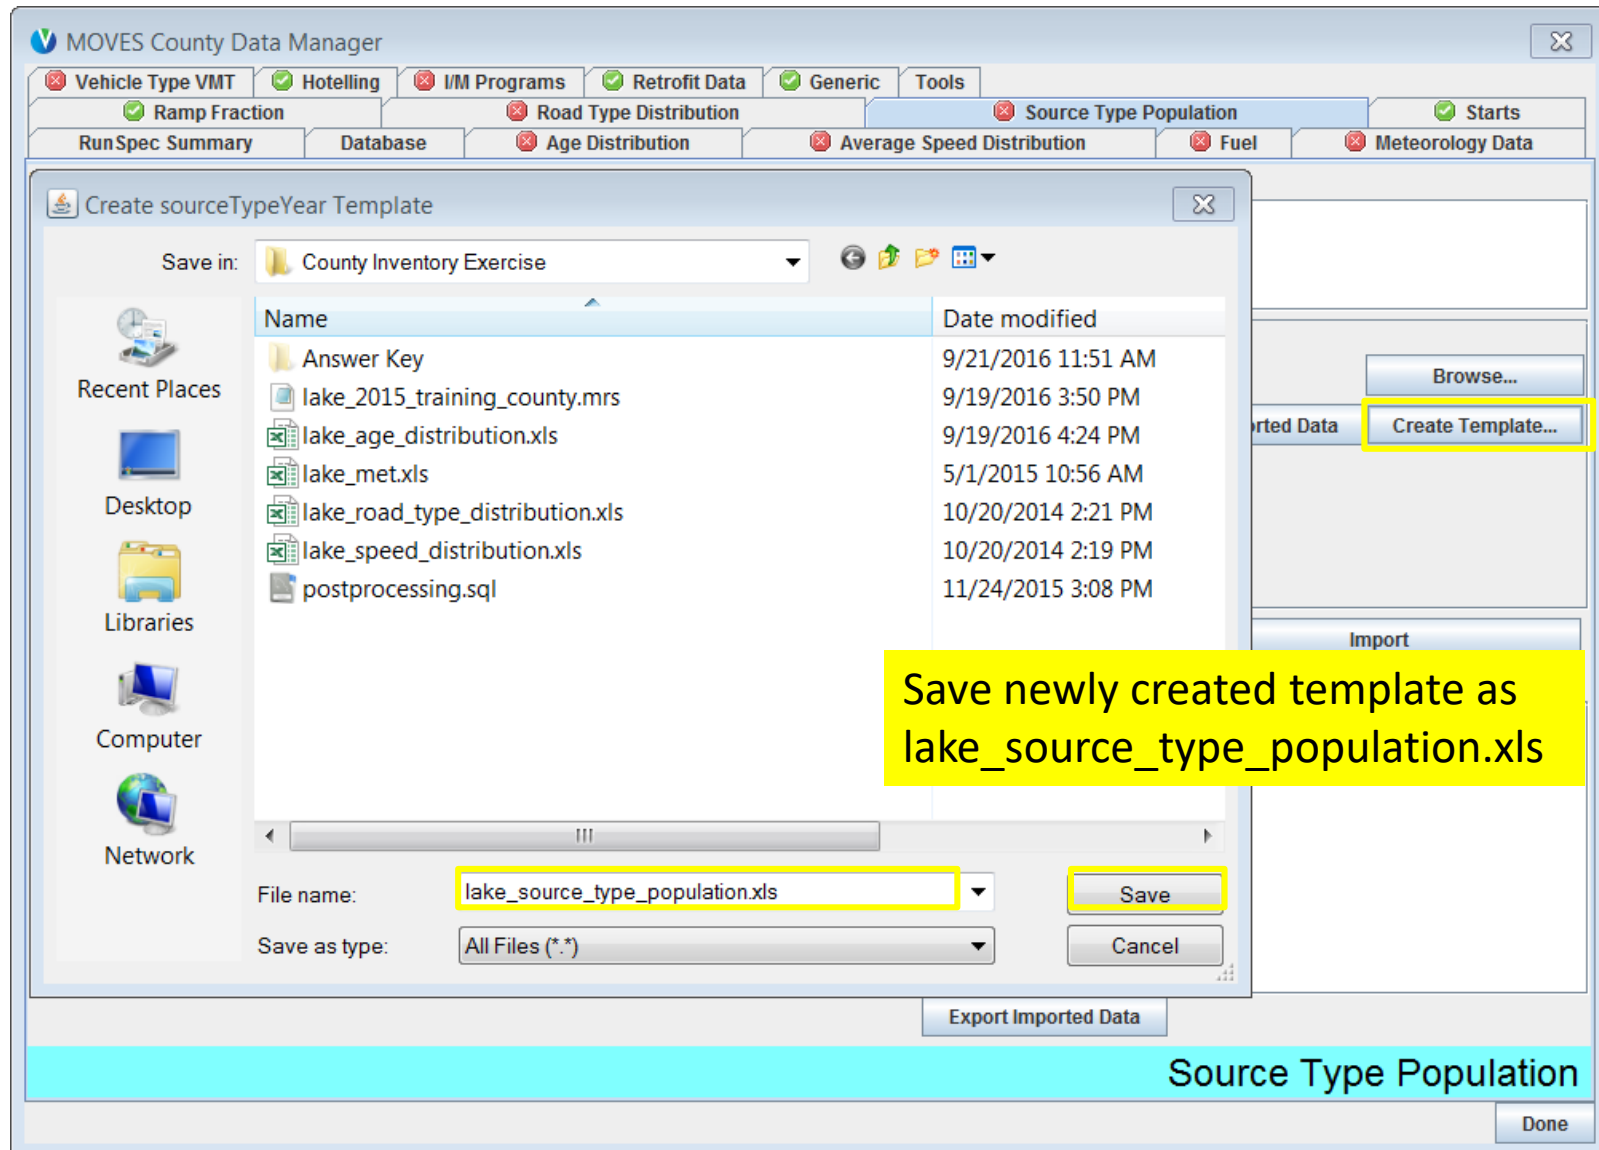 MOVES County Data Manager
Vehicle Type VMT Hotelling I/M Programs Retrofit Data Generic Tools
Ramp Fraction Road Type Distribution Source Type Population Starts
RunSpec Summary Database Age Distribution Average Speed Distribution Fuel Meteorology Data
Create sourceTypeYear Template
Save in: County Inventory Exercise
Name Date modified
Answer Key 9/21/2016 11:51 AM
lake_2015_training_county.mrs 9/19/2016 3:50 PM
lake_age_distribution.xls 9/19/2016 4:24 PM
lake_met.xls 5/1/2015 10:56 AM
lake_road_type_distribution.xls 10/20/2014 2:21 PM
lake_speed_distribution.xls 10/20/2014 2:19 PM
postprocessing.sql 11/24/2015 3:08 PM
Recent Places
Desktop
Libraries
Computer
Network
Browse...
orted Data Create Template...
Import
Save newly created template as
lake_source_type_population.xls
File name: lake_source_type_population.xls Save
Save as type: All Files (*.*) Cancel
Export Imported Data
Source Type Population
Done